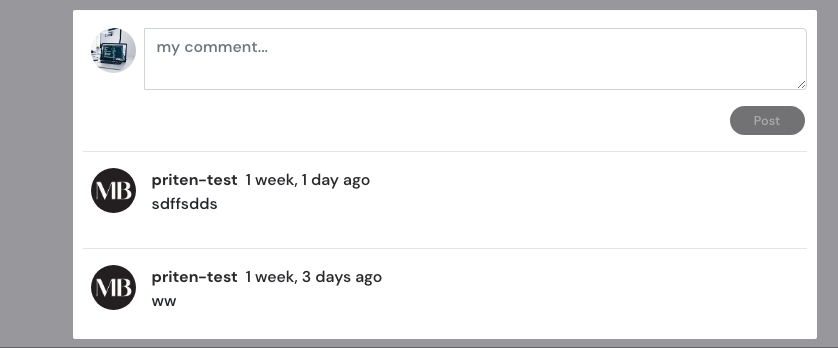 my comment...
Post
MB
priten-test 1 week, 1 day ago
sdffsdds
MB
priten-test 1 week, 3 days ago
ww